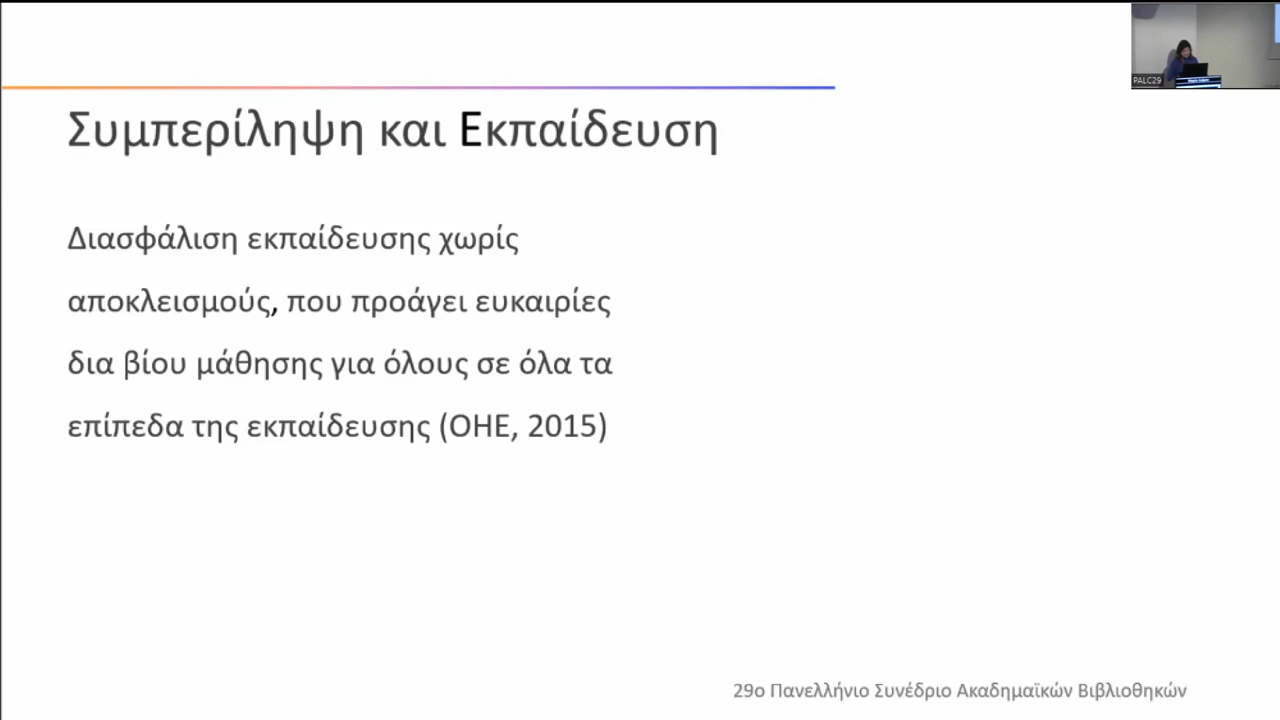 PALC29
Συμπερίληψη και Εκπαίδευση
Διασφάλιση εκπαίδευσης χωρίς
αποκλεισμούς, που προάγει ευκαιρίες
δια βίου μάθησης για όλους σε όλα τα
επίπεδα της εκπαίδευσης (ΟΗΕ, 2015)
29ο Πανελλήνιο Συνέδριο Ακαδημαϊκών Βιβλιοθηκών